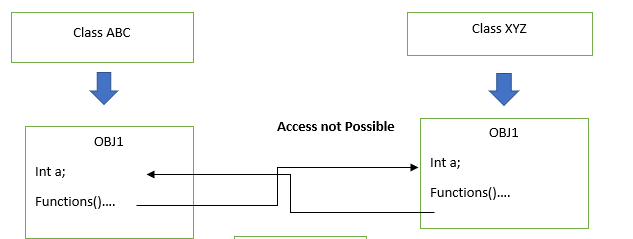 Class ABC
Class XYZ
Access not Possible
OBJ1
Int a;
Functions()....
OBJ1
Int a;
Functions()....